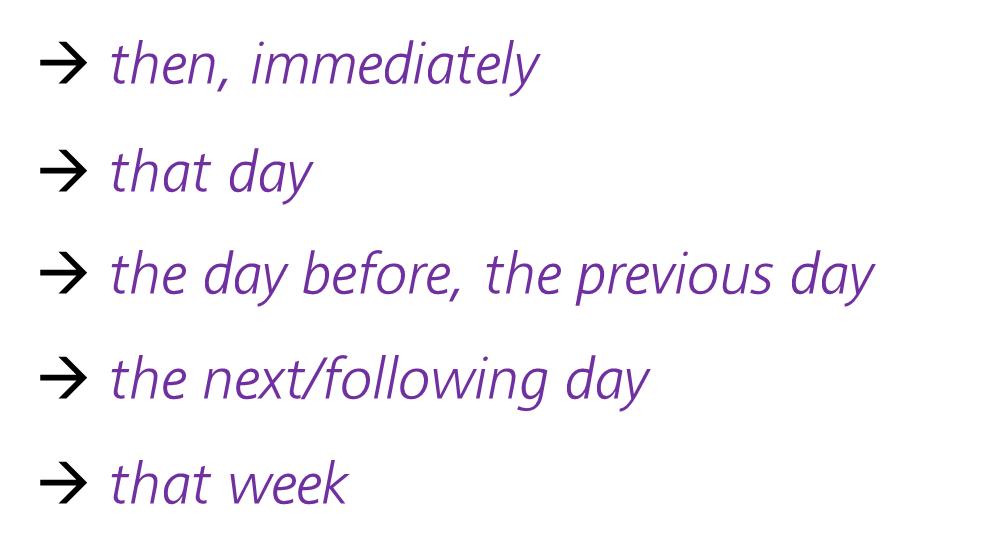 → then, immediately
→ that day
→ the day before, the previous day
→ the next/following day
→ that week